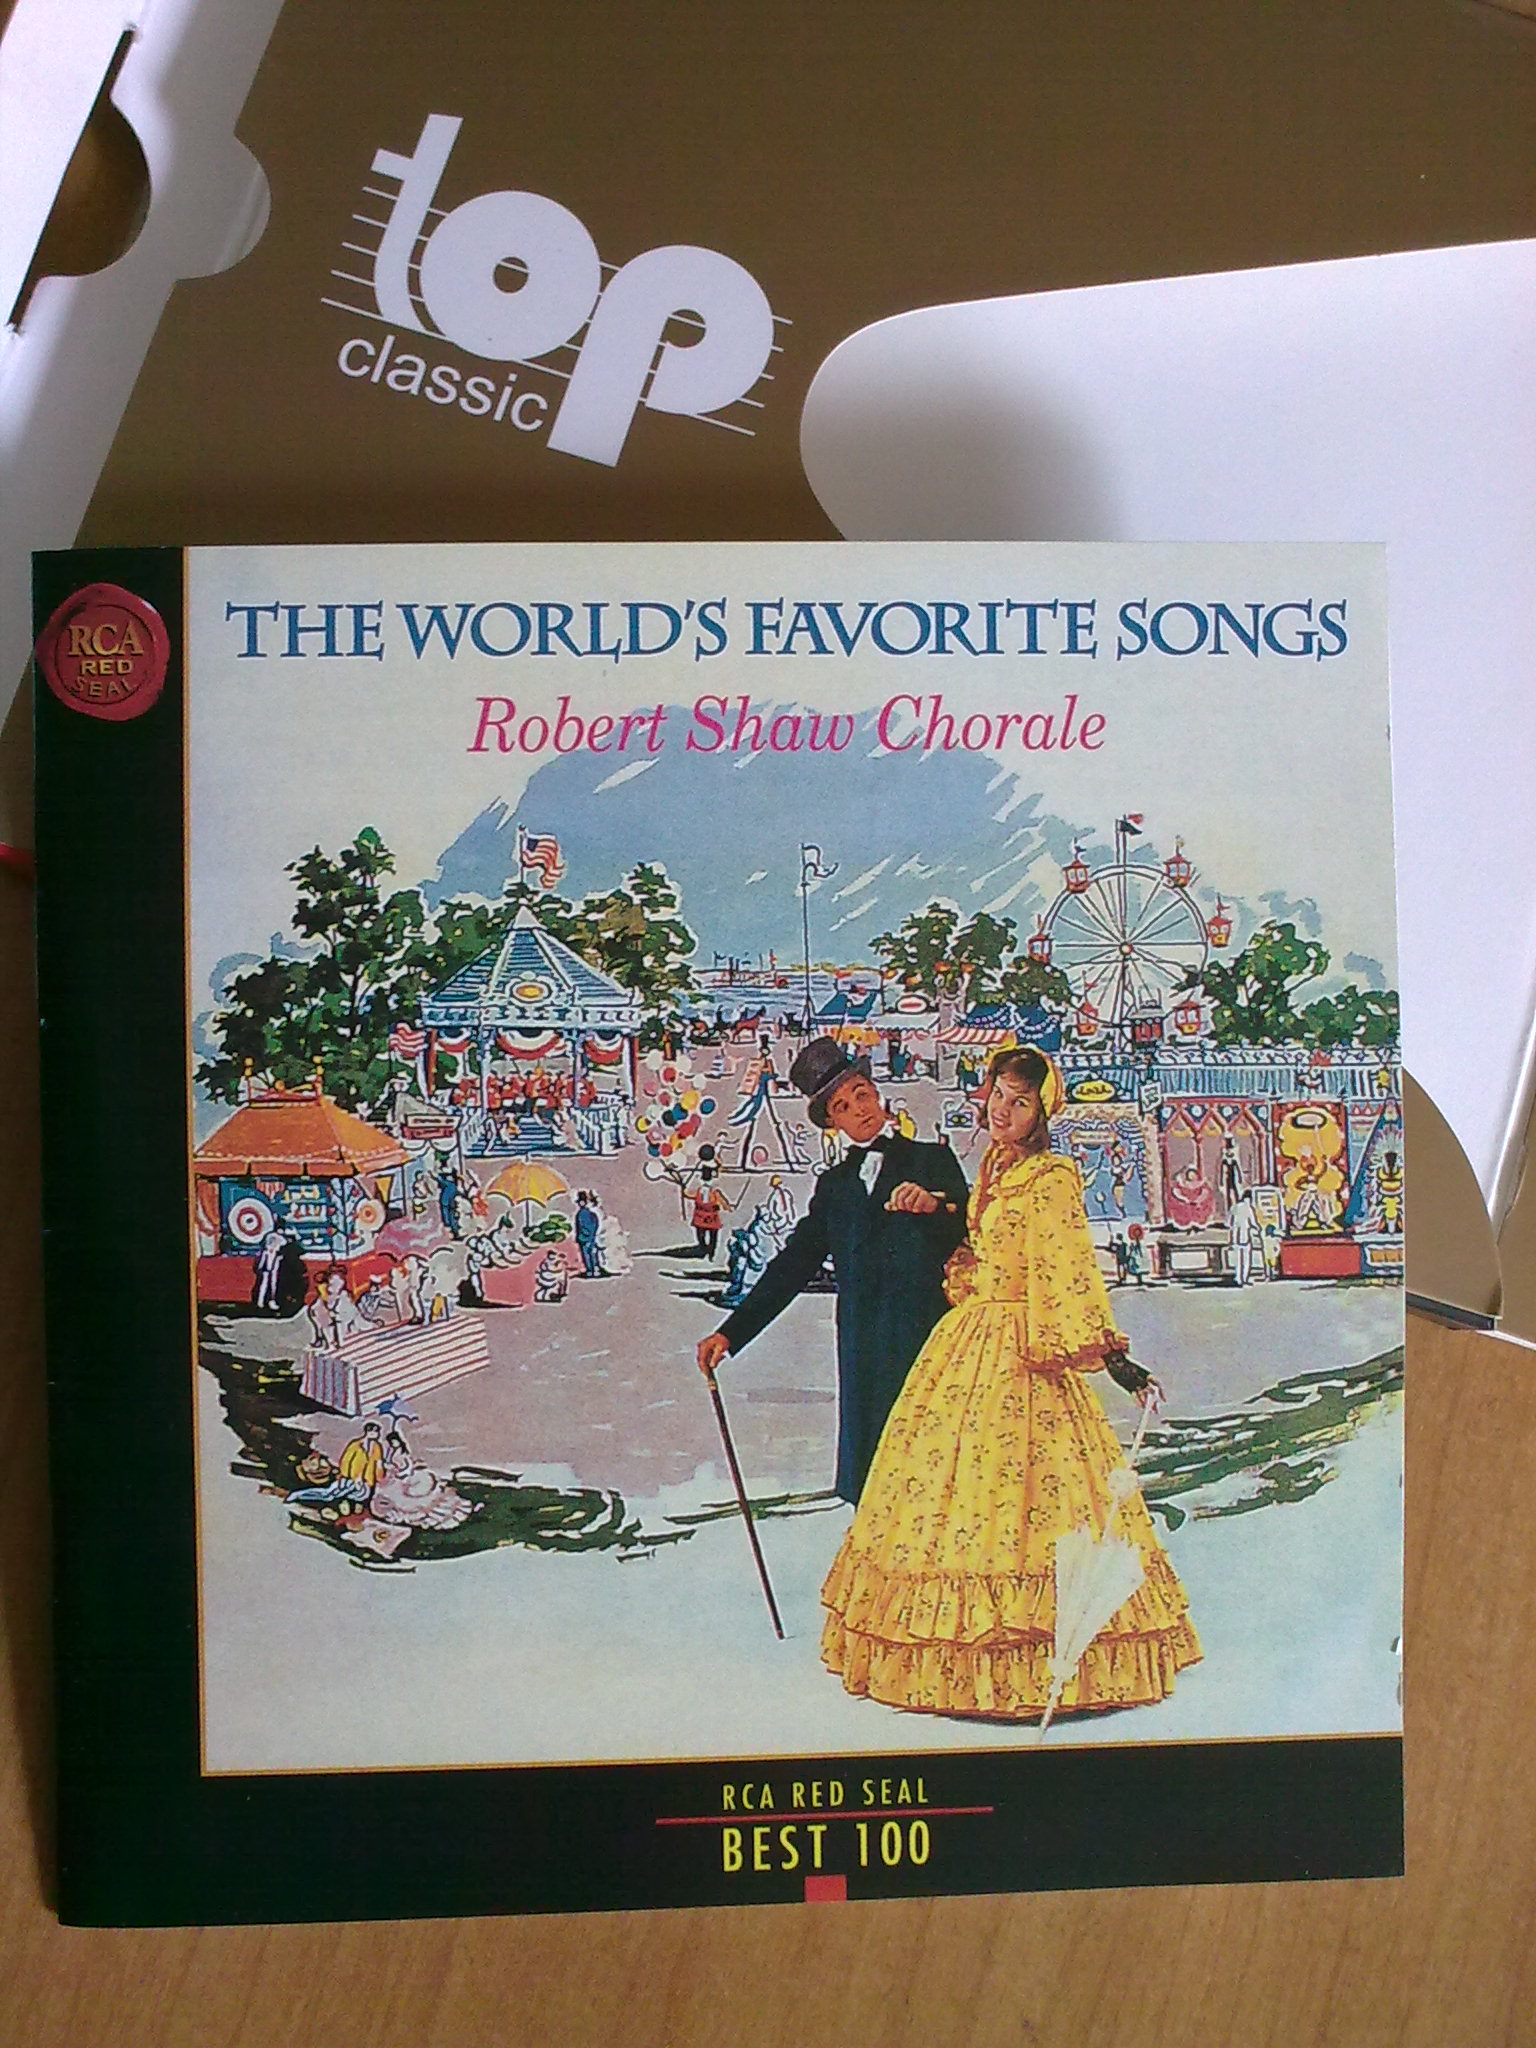 top
classic
RCA
RED
SEAL
THE WORLD'S FAVORITE SONGS
Robert Shaw Chorale
RCA RED SEAL
BEST 100